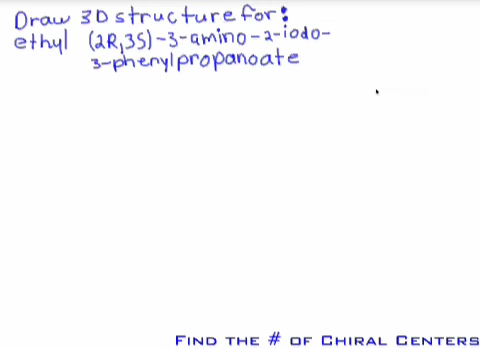 Draw 3D structure for:
ethyl (2R,3S)-3-amino-2-iodo-
3-phenylpropanoate
FIND THE # OF CHIRAL CENTERS